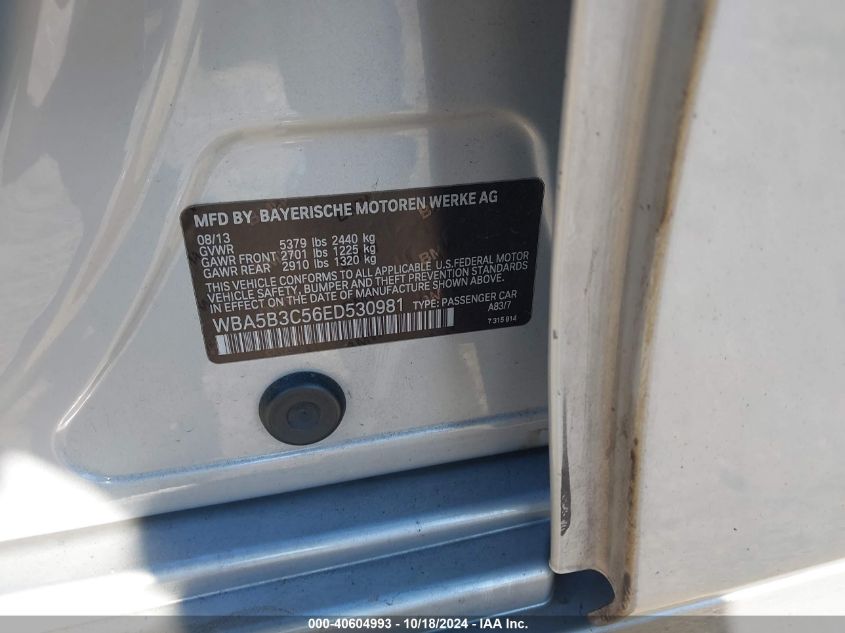 MFD BY BAYERISCHE MOTOREN WERKE AG
08/13
GVWR 5379 lbs 2440 kg
GAWR FRONT 2701 lbs 1225 kg
GAWR REAR 2910 lbs 1320 kg
THIS VEHICLE CONFORMS TO ALL APPLICABLE U.S.FEDERAL MOTOR
VEHICLE SAFETY, BUMPER AND THEFT PREVENTION STANDARDS
IN EFFECT ON THE DATE OF MANUFACTURE SHOWN ABOVE.
WBA5B3C56ED530981 TYPE: PASSENGER CAR
A83/7
7 315 814
000-40604993 - 10/18/2024 - IAA Inc.